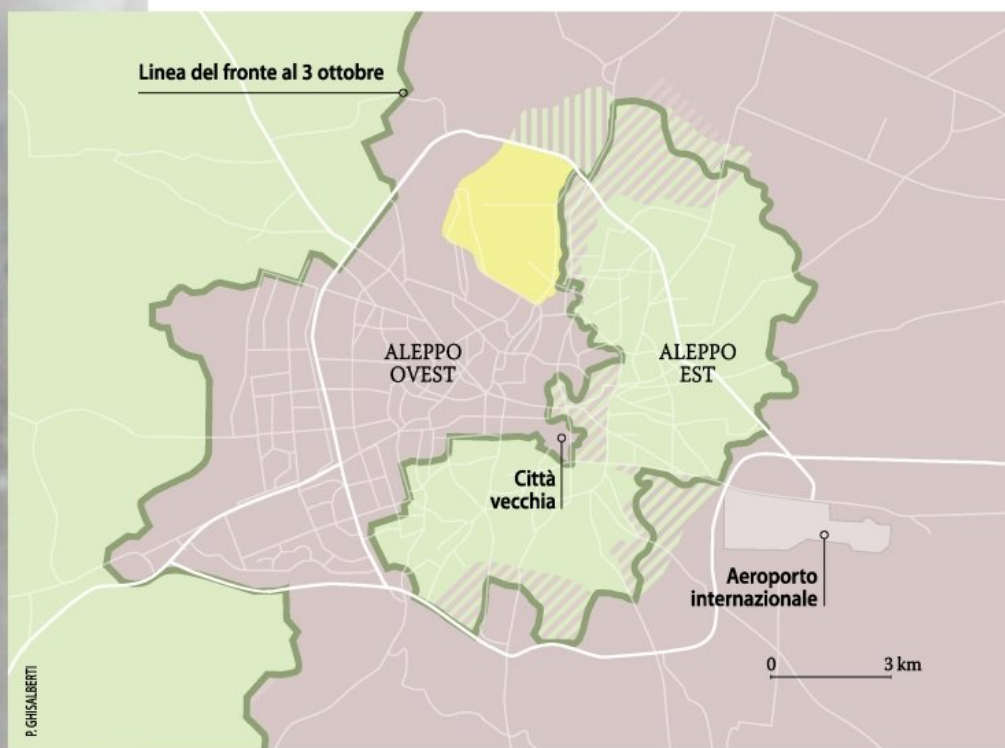 Linea del fronte al 3 ottobre
ALEPPO
OVEST
ALEPPO
EST
Città
vecchia
Aeroporto
internazionale
0 3 km
P. GHISALBERTI